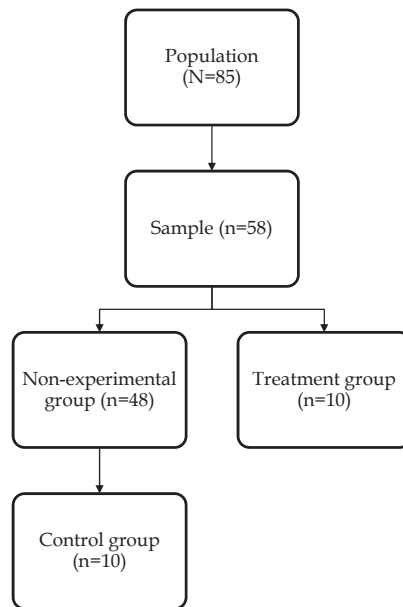 Population
(N=85)
Sample (n=58)
Non-experimental
group (n=48)
Treatment group
(n=10)
Control group
(n=10)